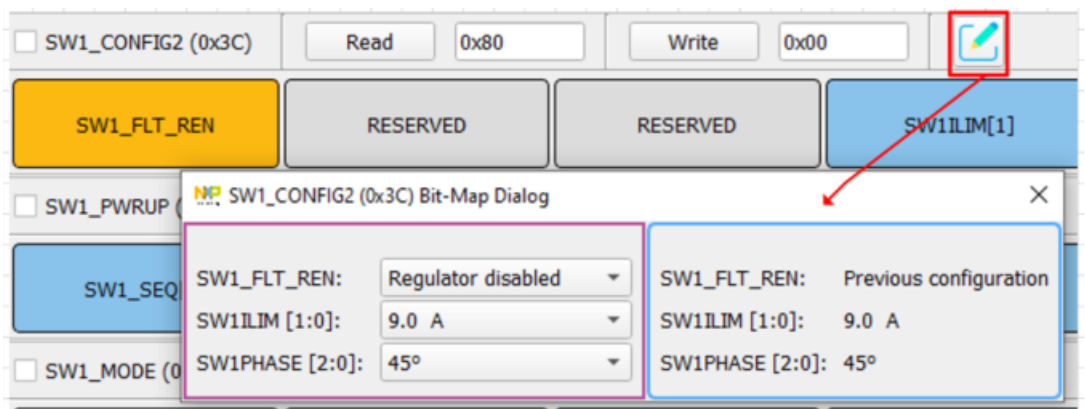 SW1_CONFIG2 (0x3C) Read 0x80 Write 0x00
SW1_FLT_REN RESERVED RESERVED SW1ILIM[1]
SW1_PWRUP (
NXP SW1_CONFIG2 (0x3C) Bit-Map Dialog
SW1_SEQ
SW1_FLT_REN: Regulator disabled SW1_FLT_REN: Previous configuration
SW1ILIM [1:0]: 9.0 A SW1ILIM [1:0]: 9.0 A
SW1_MODE (0
SW1PHASE [2:0]: 45º SW1PHASE [2:0]: 45º